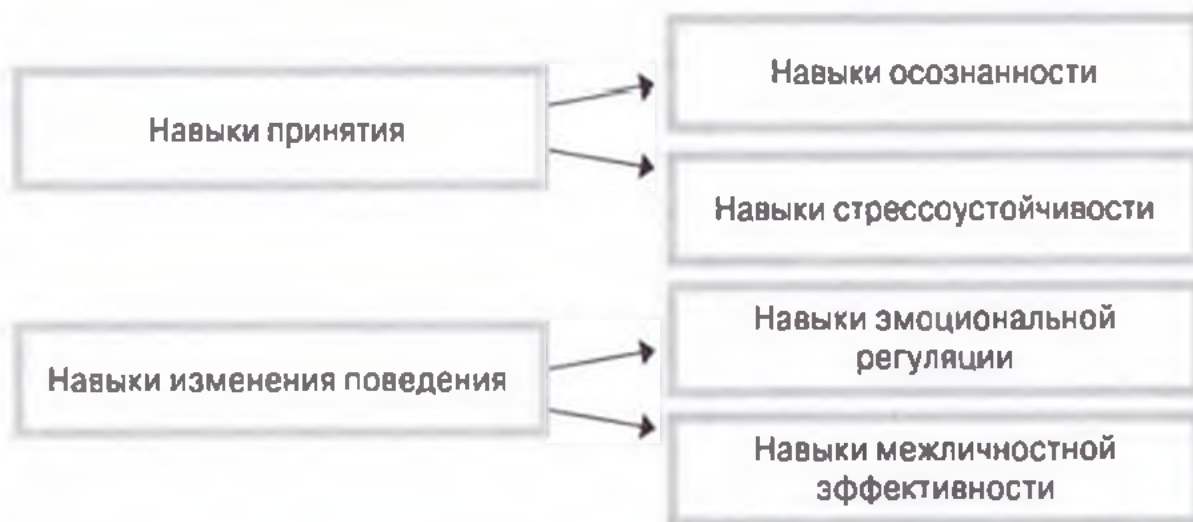 Навыки принятия
Навыки осознанности
Навыки стрессоустойчивости
Навыки изменения поведения
Навыки эмоциональной
регуляции
Навыки межличностной
эффективности